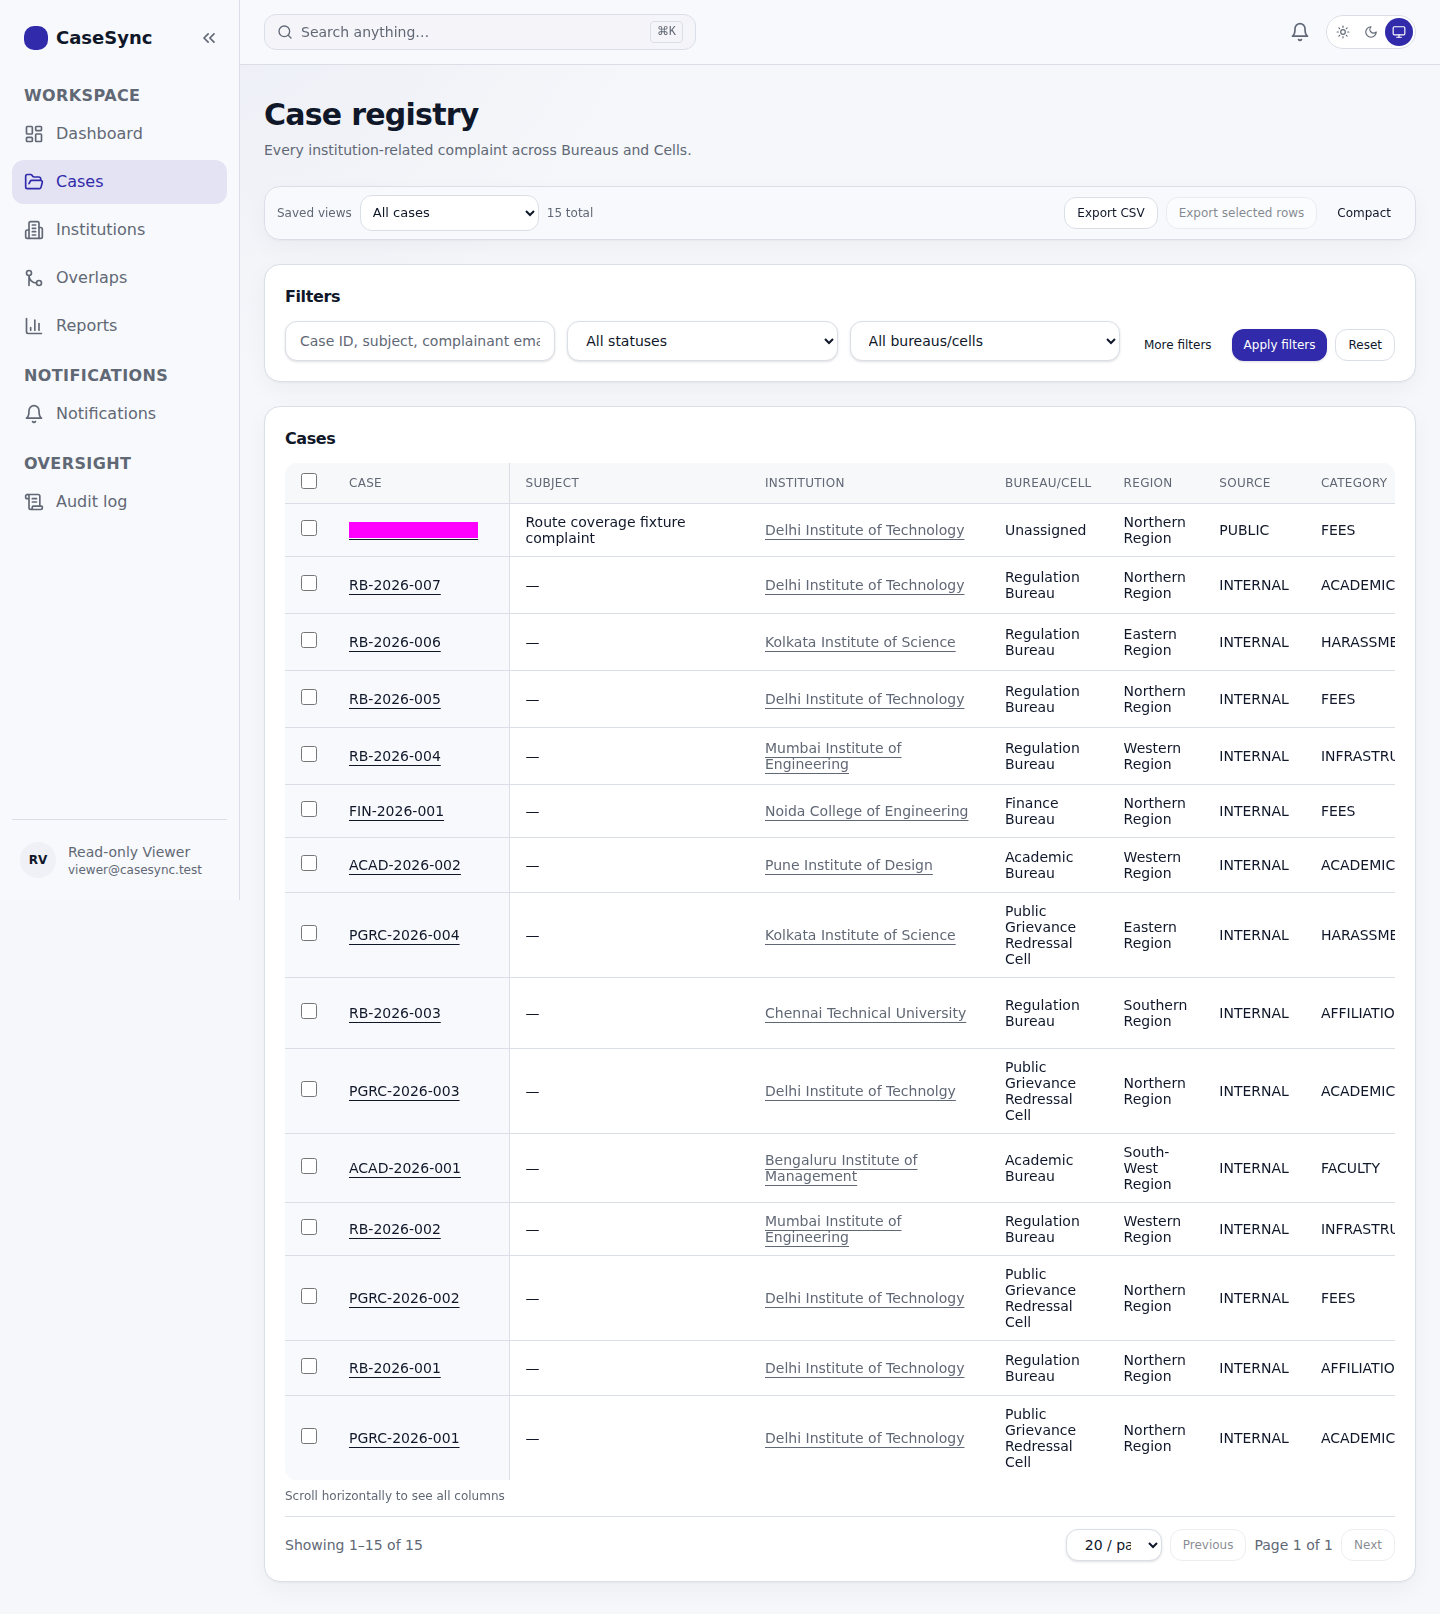 CaseSync
Search anything...
⌘K
WORKSPACE
Dashboard
Cases
Institutions
Overlaps
Reports
NOTIFICATIONS
Notifications
OVERSIGHT
Audit log
RV
Read-only Viewer
viewer@casesync.test
Case registry
Every institution-related complaint across Bureaus and Cells.
Saved views
All cases
15 total
Export CSV
Export selected rows
Compact
Filters
Case ID, subject, complainant ema
All statuses
All bureaus/cells
More filters
Apply filters
Reset
Cases
CASE SUBJECT INSTITUTION BUREAU/CELL REGION SOURCE CATEGORY
Route coverage fixture complaint Delhi Institute of Technology Unassigned Northern Region PUBLIC FEES
RB-2026-007 — Delhi Institute of Technology Regulation Bureau Northern Region INTERNAL ACADEMIC
RB-2026-006 — Kolkata Institute of Science Regulation Bureau Eastern Region INTERNAL HARASSME
RB-2026-005 — Delhi Institute of Technology Regulation Bureau Northern Region INTERNAL FEES
RB-2026-004 — Mumbai Institute of Engineering Regulation Bureau Western Region INTERNAL INFRASTRU
FIN-2026-001 — Noida College of Engineering Finance Bureau Northern Region INTERNAL FEES
ACAD-2026-002 — Pune Institute of Design Academic Bureau Western Region INTERNAL ACADEMIC
PGRC-2026-004 — Kolkata Institute of Science Public Grievance Redressal Cell Eastern Region INTERNAL HARASSME
RB-2026-003 — Chennai Technical University Regulation Bureau Southern Region INTERNAL AFFILIATIO
PGRC-2026-003 — Delhi Institute of Technolgy Public Grievance Redressal Cell Northern Region INTERNAL ACADEMIC
ACAD-2026-001 — Bengaluru Institute of Management Academic Bureau South-West Region INTERNAL FACULTY
RB-2026-002 — Mumbai Institute of Engineering Regulation Bureau Western Region INTERNAL INFRASTRU
PGRC-2026-002 — Delhi Institute of Technology Public Grievance Redressal Cell Northern Region INTERNAL FEES
RB-2026-001 — Delhi Institute of Technology Regulation Bureau Northern Region INTERNAL AFFILIATIO
PGRC-2026-001 — Delhi Institute of Technology Public Grievance Redressal Cell Northern Region INTERNAL ACADEMIC
Scroll horizontally to see all columns
Showing 1–15 of 15
20 / pa
Previous
Page 1 of 1
Next